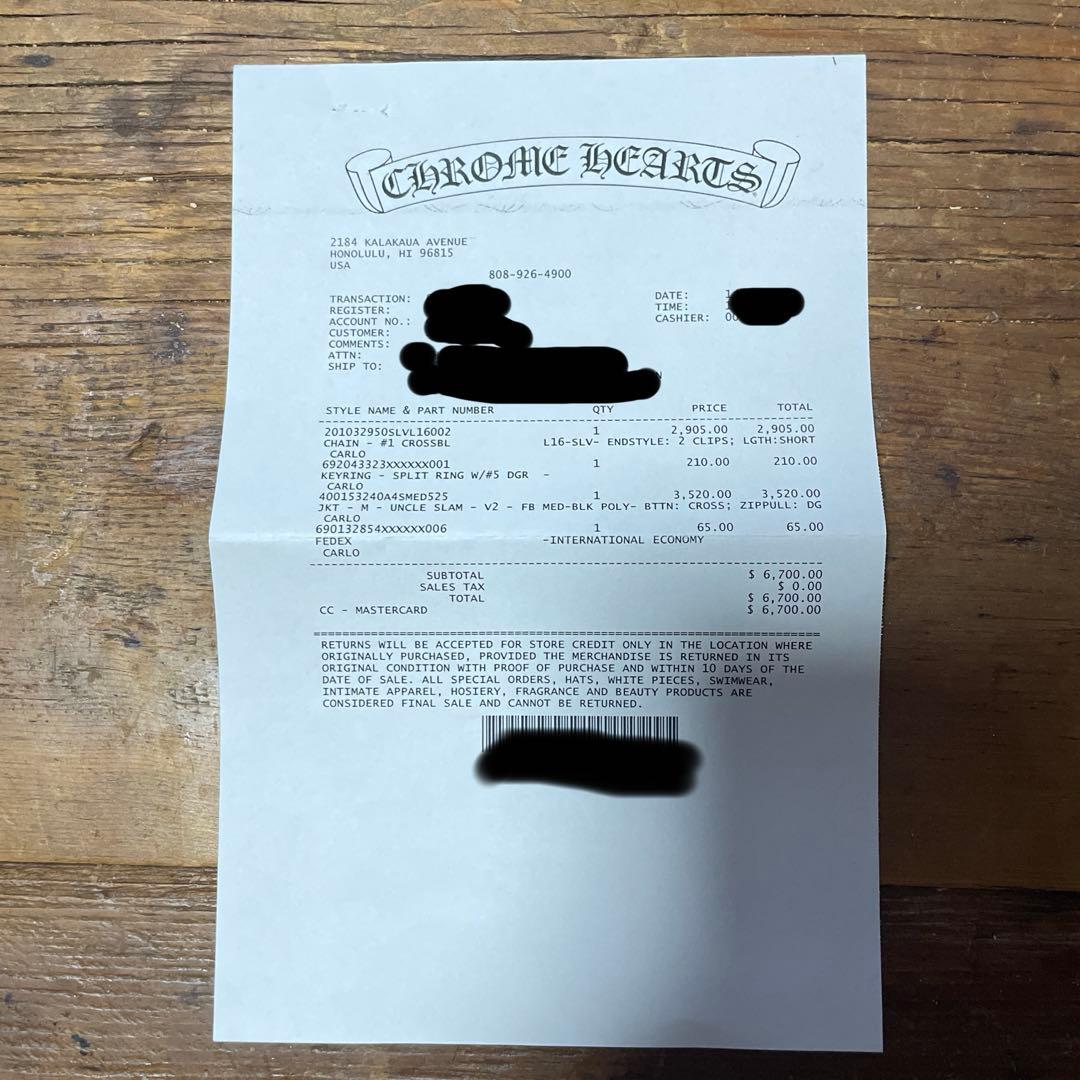 CHROME HEARTS
2184 KALAKAUA AVENUE
HONOLULU, HI 96815
USA
808-926-4900
TRANSACTION:
REGISTER:
ACCOUNT NO.:
CUSTOMER:
COMMENTS:
ATTN:
SHIP TO:
DATE:
TIME:
CASHIER:
STYLE NAME & PART NUMBER QTY PRICE TOTAL
201032950SLVL16002 1 2,905.00 2,905.00
CHAIN - #1 CROSSBL L16-SLV- ENDSTYLE: 2 CLIPS; LGTH:SHORT
CARLO
692043323XXXXXX001 1 210.00 210.00
KEYRING - SPLIT RING W/#5 DGR -
CARLO
400153240A4SMED525 1 3,520.00 3,520.00
JKT - M - UNCLE SLAM - V2 - FB MED-BLK POLY- BTTN: CROSS; ZIPPULL: DG
CARLO
690132854XXXXXX006 1 65.00 65.00
FEDEX -INTERNATIONAL ECONOMY
CARLO
SUBTOTAL $ 6,700.00
SALES TAX $ 0.00
TOTAL $ 6,700.00
CC - MASTERCARD $ 6,700.00
RETURNS WILL BE ACCEPTED FOR STORE CREDIT ONLY IN THE LOCATION WHERE
ORIGINALLY PURCHASED, PROVIDED THE MERCHANDISE IS RETURNED IN ITS
ORIGINAL CONDITION WITH PROOF OF PURCHASE AND WITHIN 10 DAYS OF THE
DATE OF SALE. ALL SPECIAL ORDERS, HATS, WHITE PIECES, SWIMWEAR,
INTIMATE APPAREL, HOSIERY, FRAGRANCE AND BEAUTY PRODUCTS ARE
CONSIDERED FINAL SALE AND CANNOT BE RETURNED.